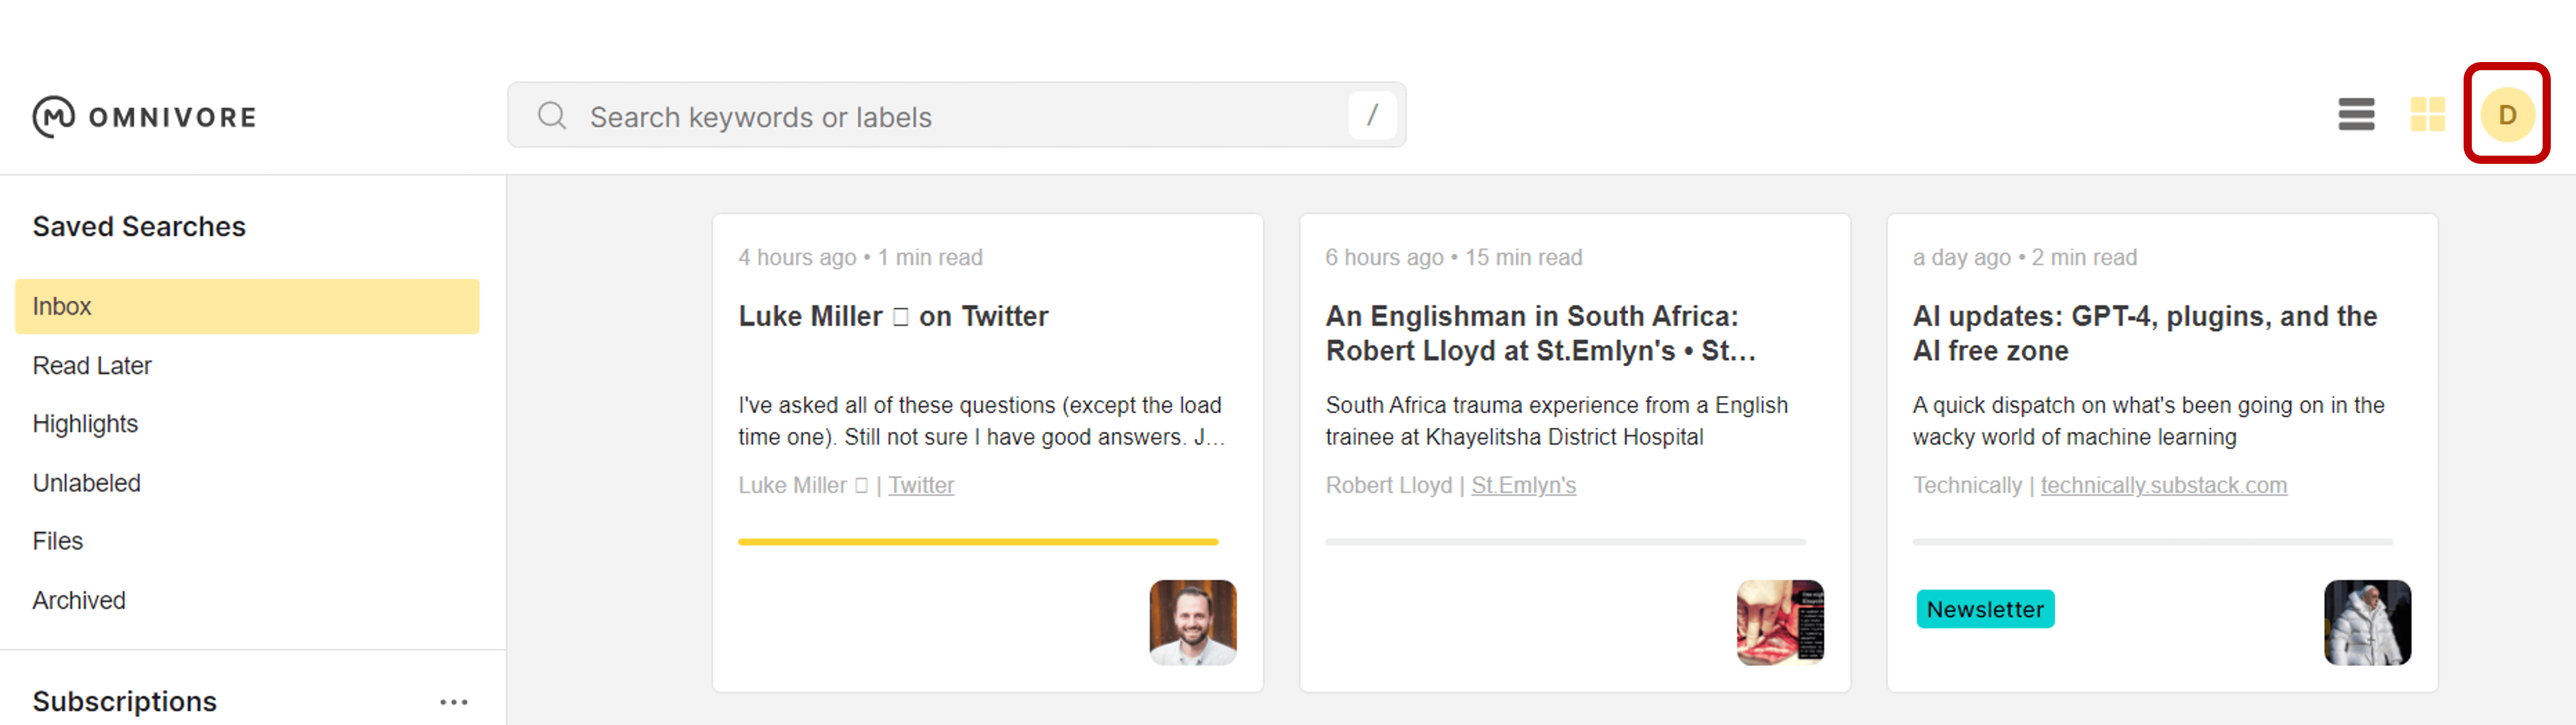 OMNIVORE
Search keywords or labels
/
D
Saved Searches
Inbox
Read Later
Highlights
Unlabeled
Files
Archived
Subscriptions
4 hours ago • 1 min read
Luke Miller □ on Twitter
I've asked all of these questions (except the load
time one). Still not sure I have good answers. J...
Luke Miller □ | Twitter
6 hours ago • 15 min read
An Englishman in South Africa:
Robert Lloyd at St.Emlyn's • St...
South Africa trauma experience from a English
trainee at Khayelitsha District Hospital
Robert Lloyd | St.Emlyn's
a day ago • 2 min read
AI updates: GPT-4, plugins, and the
AI free zone
A quick dispatch on what's been going on in the
wacky world of machine learning
Technically | technically.substack.com
Newsletter